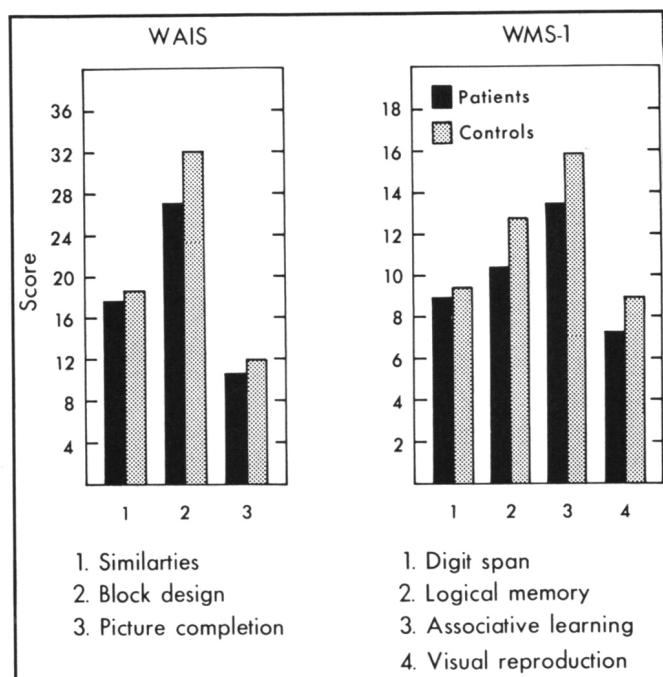 WAIS
36
32
28
24
20
16
12
8
4
Score
1 2 3
1. Similarties
2. Block design
3. Picture completion
WMS-1
Patients
Controls
18
16
14
12
10
8
6
4
2
1 2 3 4
1. Digit span
2. Logical memory
3. Associative learning
4. Visual reproduction